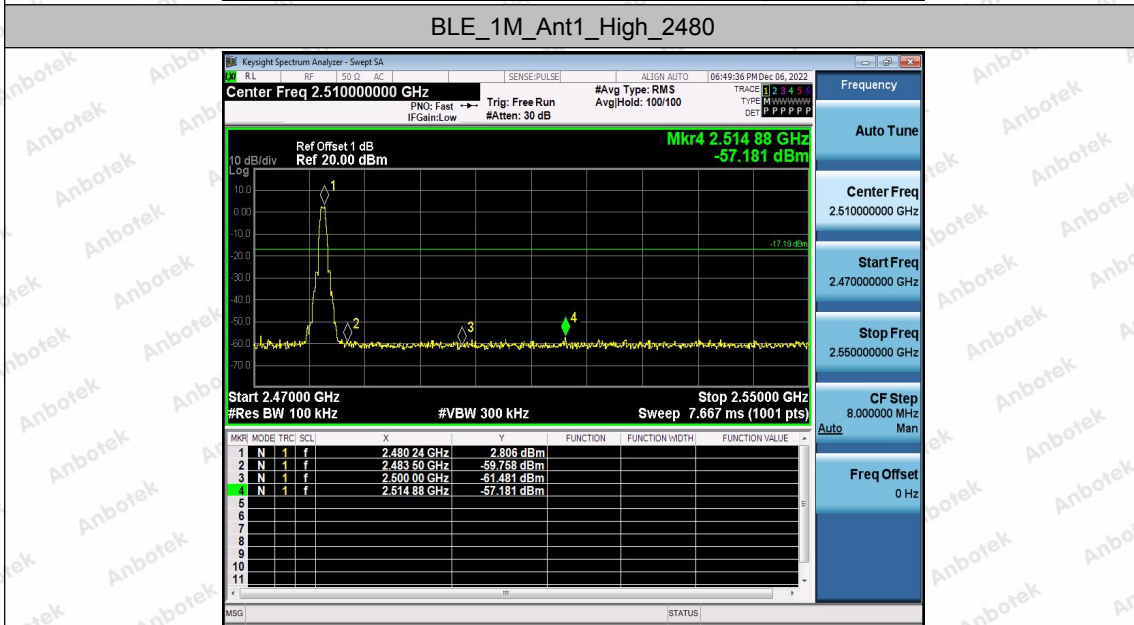 BLE_1M_Ant1_High_2480
Keysight Spectrum Analyzer - Swept SA
LXI RL RF 50 Ω AC SENSE:PULSE ALIGN AUTO 06:49:36 PM Dec 06, 2022
Center Freq 2.510000000 GHz
PNO: Fast
IFGain:Low
Trig: Free Run
#Atten: 30 dB
#Avg Type: RMS
Avg|Hold: 100/100
TRACE 1 2 3 4 5 6
TYPE M W W W W W
DET P P P P P P
Mkr4 2.514 88 GHz
-57.181 dBm
Ref Offset 1 dB
10 dB/div Ref 20.00 dBm
Log
10.0
0.00
-10.0
-20.0
-30.0
-40.0
-50.0
-60.0
-70.0
1
2
3
4
-17.19 dBm
Start 2.47000 GHz Stop 2.55000 GHz
#Res BW 100 kHz #VBW 300 kHz Sweep 7.667 ms (1001 pts)
MKR MODE TRC SCL X Y FUNCTION FUNCTION WIDTH FUNCTION VALUE
1 N 1 f 2.480 24 GHz 2.806 dBm
2 N 1 f 2.483 50 GHz -59.758 dBm
3 N 1 f 2.500 00 GHz -61.481 dBm
4 N 1 f 2.514 88 GHz -57.181 dBm
5
6
7
8
9
10
11
MSG STATUS
Frequency
Auto Tune
Center Freq
2.510000000 GHz
Start Freq
2.470000000 GHz
Stop Freq
2.550000000 GHz
CF Step
8.000000 MHz
Auto Man
Freq Offset
0 Hz
Anbotek